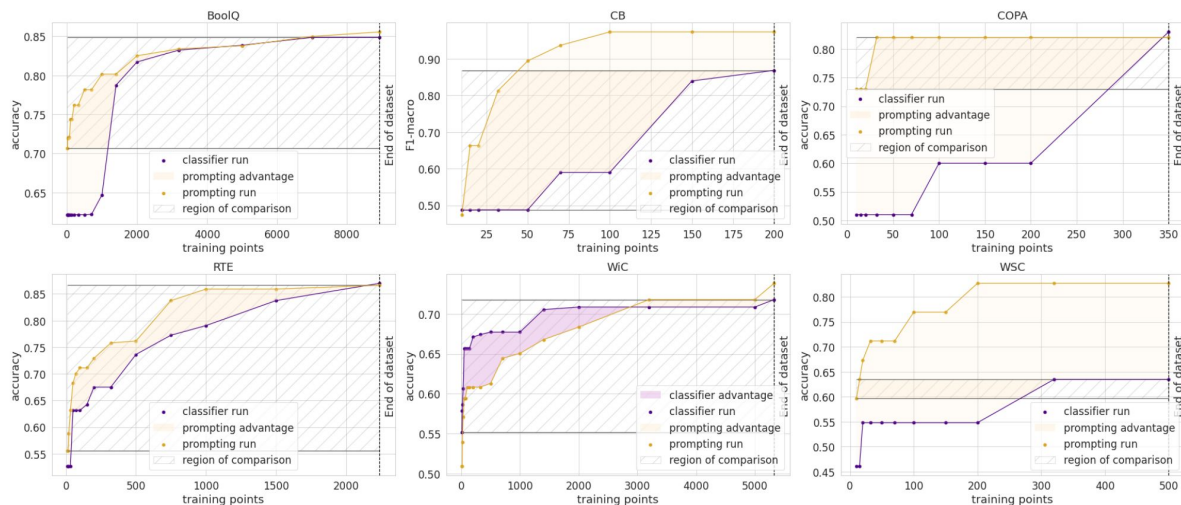 BoolQ
0.85
0.80
0.75
0.70
0.65
accuracy
0
2000
4000
6000
8000
training points
End of dataset
classifier run
prompting advantage
prompting run
region of comparison
CB
0.90
0.80
0.70
0.60
0.50
F1-macro
25
50
75
100
125
150
175
200
training points
End of dataset
classifier run
prompting advantage
prompting run
region of comparison
COPA
0.80
0.70
0.60
0.50
accuracy
0
50
100
150
200
250
300
350
training points
End of dataset
classifier run
prompting advantage
prompting run
region of comparison
RTE
0.85
0.80
0.75
0.70
0.65
0.60
0.55
accuracy
0
500
1000
1500
2000
training points
End of dataset
classifier run
prompting advantage
prompting run
region of comparison
WiC
0.70
0.65
0.60
0.55
0.50
accuracy
0
1000
2000
3000
4000
5000
training points
End of dataset
classifier advantage
classifier run
prompting advantage
prompting run
region of comparison
WSC
0.80
0.75
0.70
0.65
0.60
0.55
0.50
0.45
accuracy
0
100
200
300
400
500
training points
End of dataset
classifier run
prompting advantage
prompting run
region of comparison